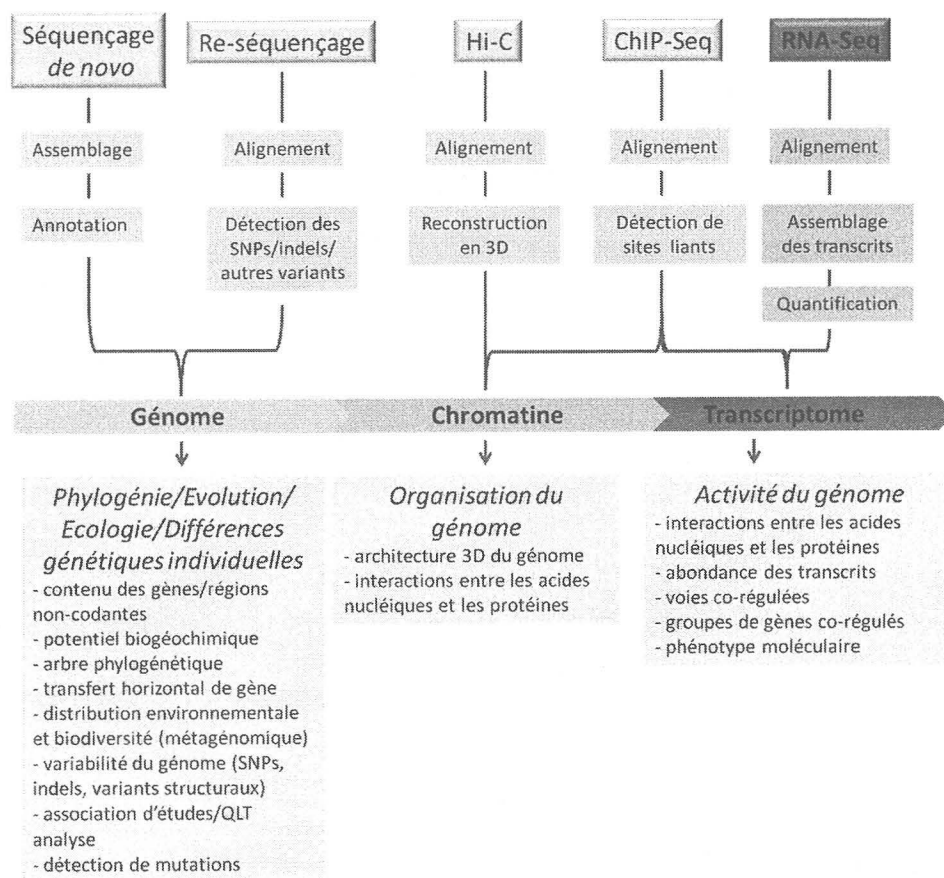 Séquençage
de novo
Re-séquençage
Hi-C
ChIP-Seq
RNA-Seq
Assemblage
Alignement
Alignement
Alignement
Alignement
Annotation
Détection des
SNPs/indels/
autres variants
Reconstruction
en 3D
Détection de
sites liants
Assemblage
des transcrits
Quantification
Génome
Chromatine
Transcriptome
Phylogénie/Evolution/
Ecologie/Différences
génétiques individuelles
- contenu des gènes/régions
non-codantes
- potentiel biogéochimique
- arbre phylogénétique
- transfert horizontal de gène
- distribution environnementale
et biodiversité (métagénomique)
- variabilité du génome (SNPs,
indels, variants structuraux)
- association d'études/QLT
analyse
- détection de mutations
Organisation du
génome
- architecture 3D du génome
- interactions entre les acides
nucléiques et les protéines
Activité du génome
- interactions entre les acides
nucléiques et les protéines
- abondance des transcrits
- voies co-régulées
- groupes de gènes co-régulés
- phénotype moléculaire